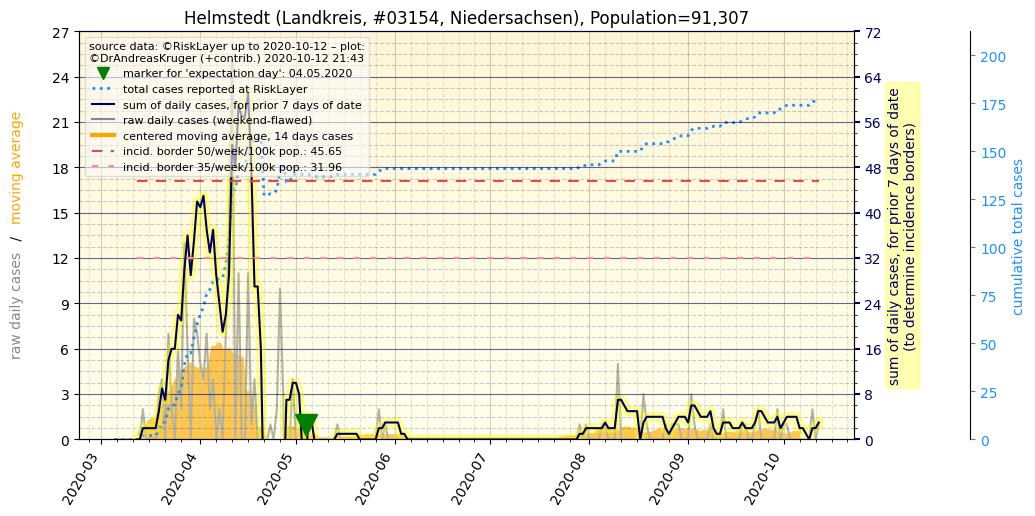 Helmstedt (Landkreis, #03154, Niedersachsen), Population=91,307
source data: ©RiskLayer up to 2020-10-12 – plot:
©DrAndreasKruger (+contrib.) 2020-10-12 21:43
marker for 'expectation day': 04.05.2020
total cases reported at RiskLayer
sum of daily cases, for prior 7 days of date
raw daily cases (weekend-flawed)
centered moving average, 14 days cases
incid. border 50/week/100k pop.: 45.65
incid. border 35/week/100k pop.: 31.96
raw daily cases / moving average
27
24
21
18
15
12
9
6
3
0
72
64
56
48
40
32
24
16
8
0
sum of daily cases, for prior 7 days of date
(to determine incidence borders)
200
175
150
125
100
75
50
25
0
cumulative total cases
2020-03
2020-04
2020-05
2020-06
2020-07
2020-08
2020-09
2020-10